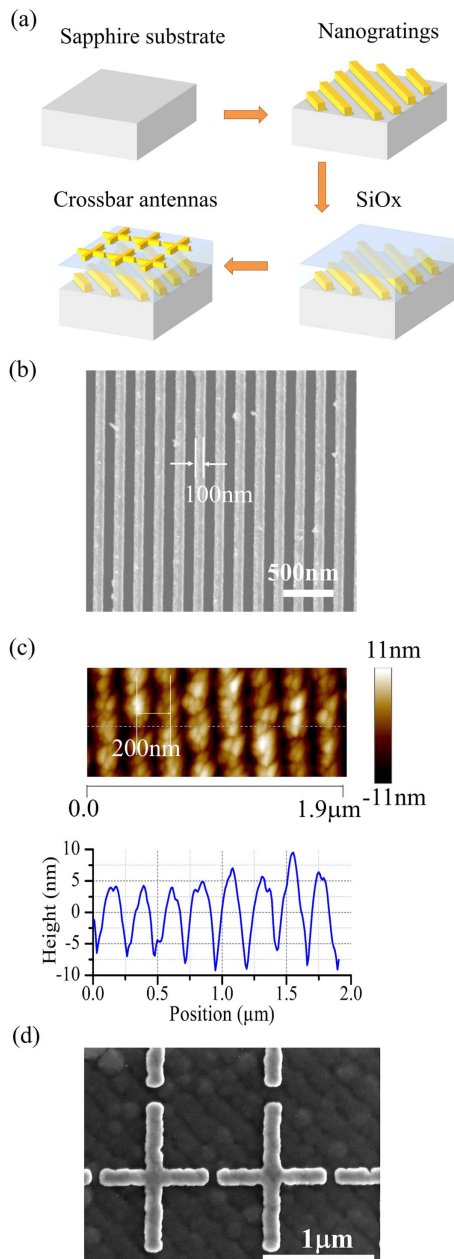 (a)
Sapphire substrate
Nanogratings
Crossbar antennas
SiOx
(b)
100nm
500nm
(c)
11nm
200nm
-11nm
0.0
1.9μm
10
5
0
-5
-10
Height (nm)
0.0
0.5
1.0
1.5
2.0
Position (μm)
(d)
1μm